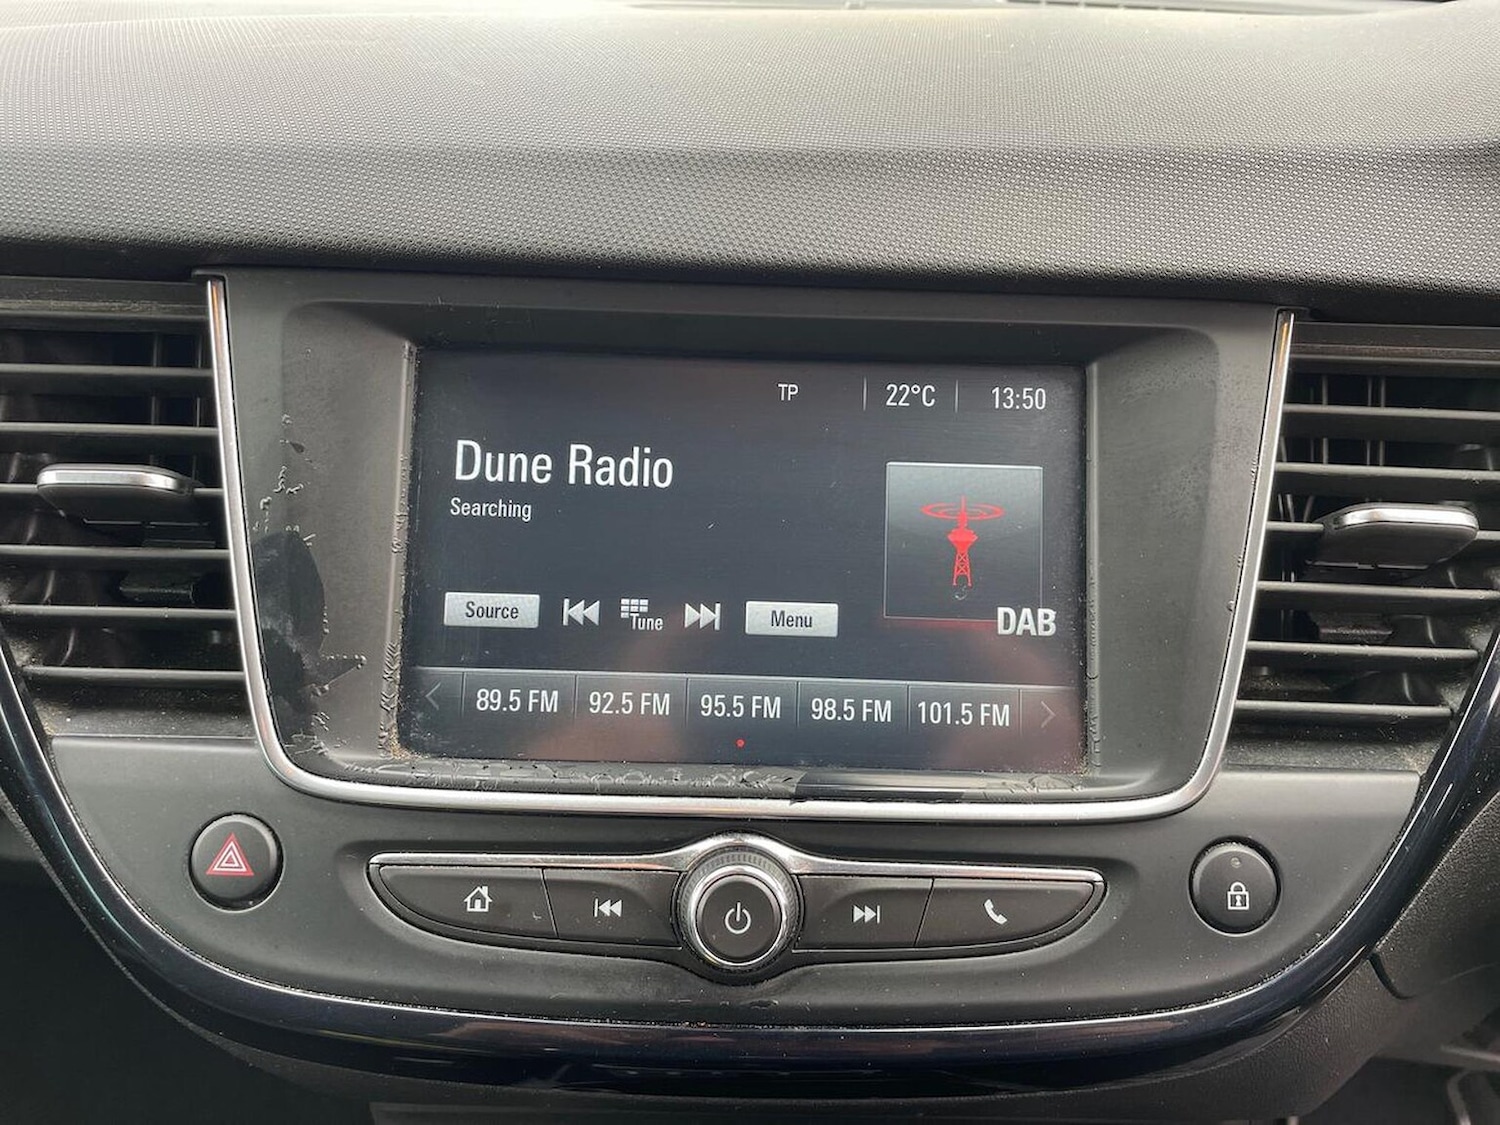 TP 22°C 13:50
Dune Radio
Searching
Source Tune Menu
DAB
89.5 FM 92.5 FM 95.5 FM 98.5 FM 101.5 FM